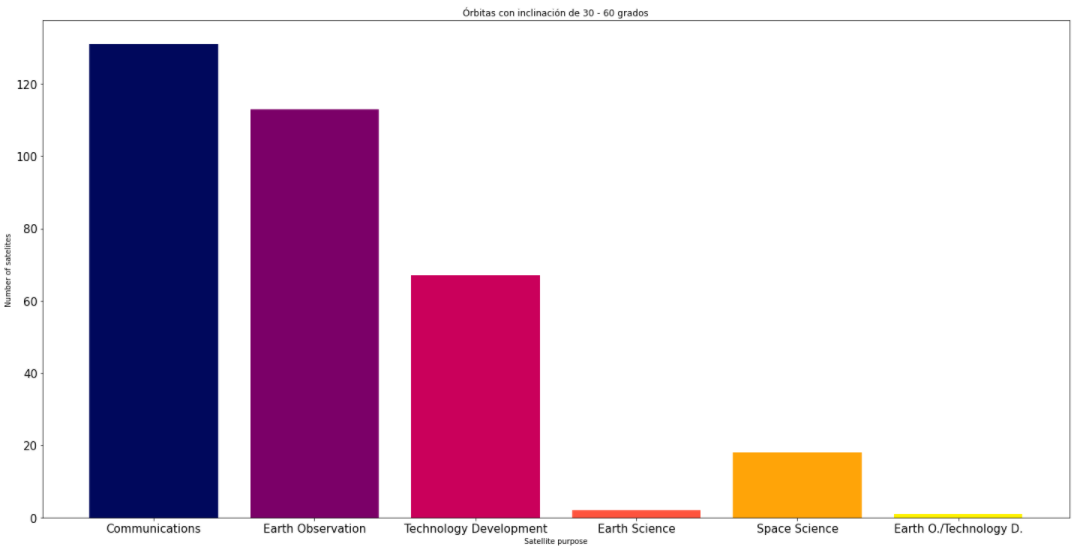 Órbitas con inclinación de 30 - 60 grados
120
100
80
60
40
20
0
Number of satelites
Communications
Earth Observation
Technology Development
Earth Science
Space Science
Earth O./Technology D.
Satellite purpose